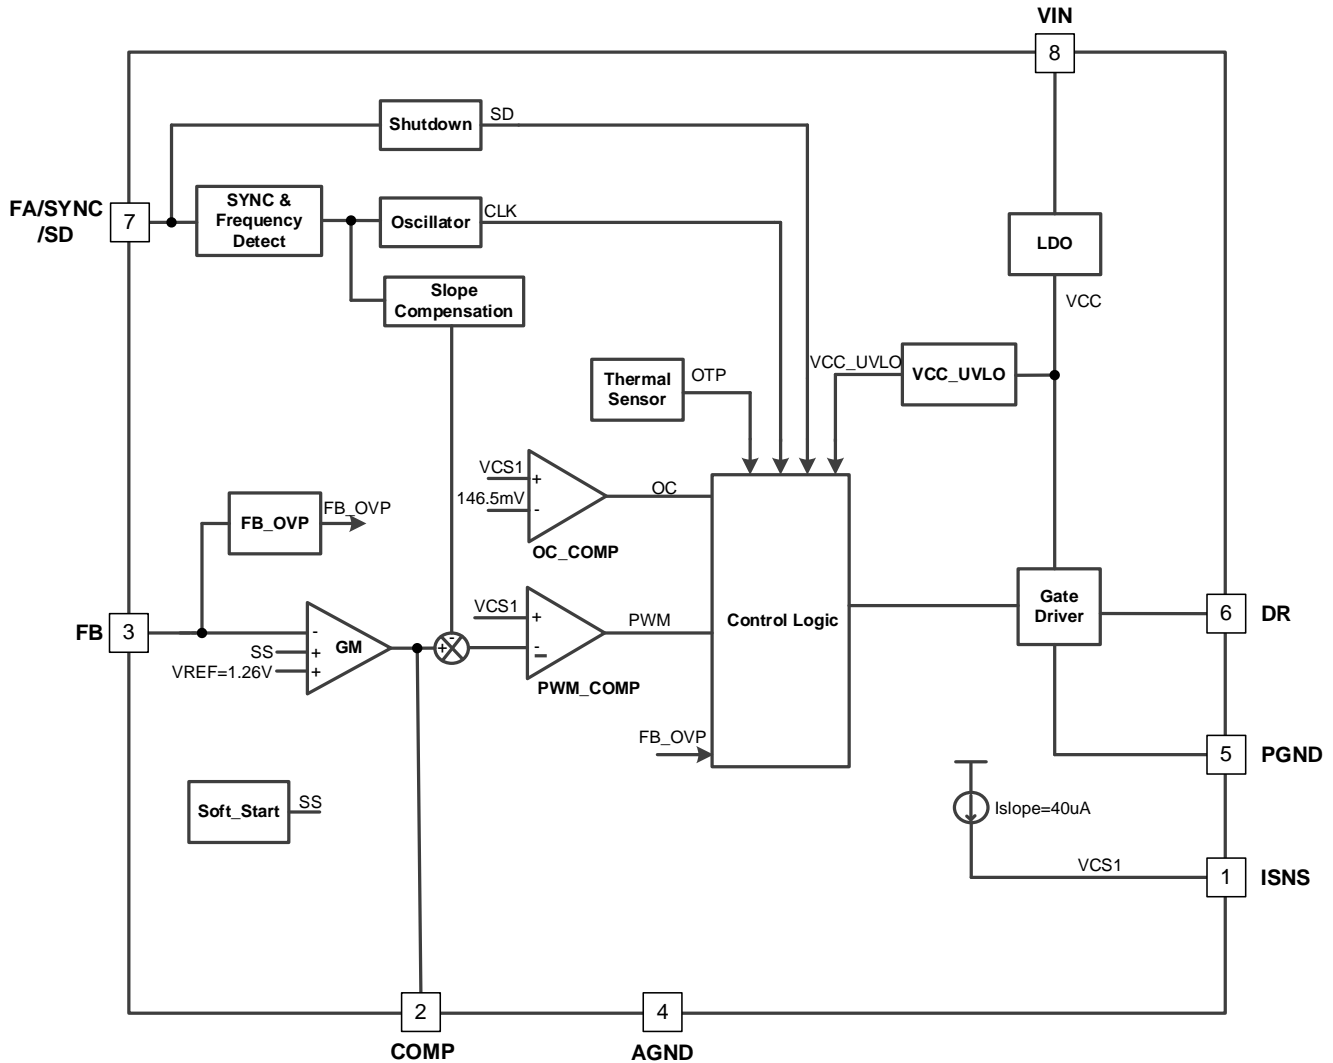 VIN
8
Shutdown
SD
FA/SYNC
/SD
7
SYNC &
Frequency
Detect
Oscillator
CLK
LDO
Slope
Compensation
VCC
Thermal
Sensor
OTP
VCC_UVLO
VCC_UVLO
VCS1
+
146.5mV
-
OC
OC_COMP
FB_OVP
FB_OVP
FB
3
-
SS
+
VREF=1.26V
+
GM
+
-
VCS1
+
-
PWM
PWM_COMP
Control Logic
Gate
Driver
6
DR
FB_OVP
5
PGND
Soft_Start
SS
Islope=40uA
VCS1
1
ISNS
2
COMP
4
AGND